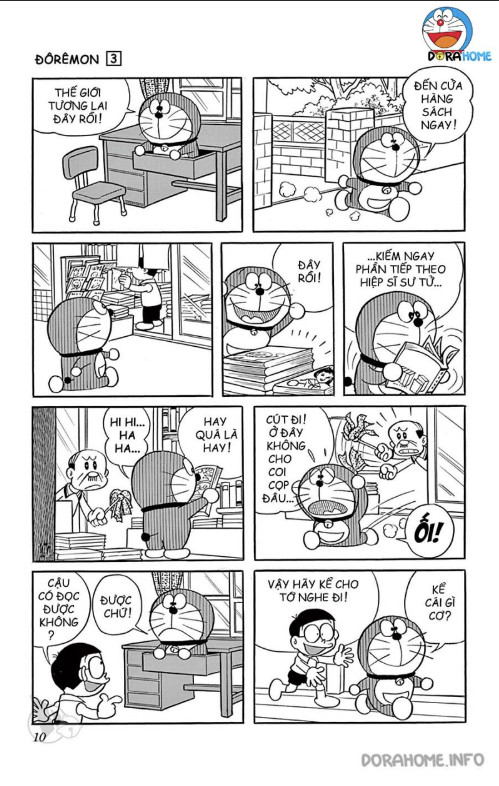 DORAHOME
ĐÔRÊMON 3
THẾ GIỚI
TƯƠNG LAI
ĐÂY RỒI!
ĐẾN CỬA
HÀNG
SÁCH
NGAY!
ĐÂY
RỒI!
...KIẾM NGAY
PHẦN TIẾP THEO
HIỆP SĨ SƯ TỬ...
HI HI...
HA
HA...
HAY
QUẢ LÀ
HAY!
CÚT ĐI!
Ở ĐÂY
KHÔNG
CHO
COI
CỌP
ĐÂU...
ỐI!
CẬU
CÓ ĐỌC
ĐƯỢC
KHÔNG
?
ĐƯỢC
CHỨ!
VẬY HÃY KỂ CHO
TỚ NGHE ĐI!
KỂ
CÁI GÌ
CƠ?
10
DORAHOME.INFO